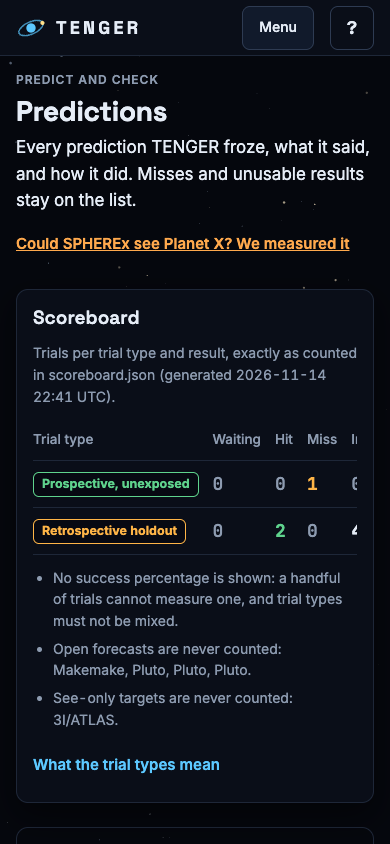 TENGER
Menu
?
PREDICT AND CHECK
Predictions
Every prediction TENGER froze, what it said,
and how it did. Misses and unusable results
stay on the list.
Could SPHEREx see Planet X? We measured it
Scoreboard
Trials per trial type and result, exactly as counted
in scoreboard.json (generated 2026-11-14
22:41 UTC).
Trial type Waiting Hit Miss
Prospective, unexposed 0 0 1
Retrospective holdout 0 2 0
• No success percentage is shown: a handful
of trials cannot measure one, and trial types
must not be mixed.
• Open forecasts are never counted:
Makemake, Pluto, Pluto, Pluto.
• See-only targets are never counted:
3I/ATLAS.
What the trial types mean